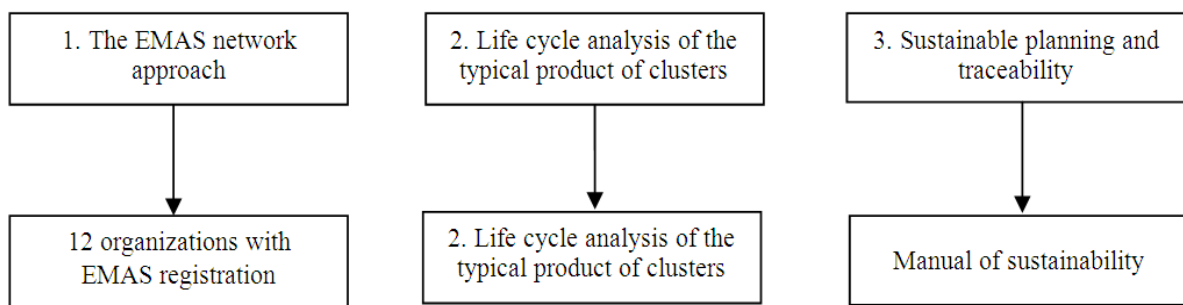 1. The EMAS network
approach
2. Life cycle analysis of the
typical product of clusters
3. Sustainable planning and
traceability
12 organizations with
EMAS registration
2. Life cycle analysis of the
typical product of clusters
Manual of sustainability